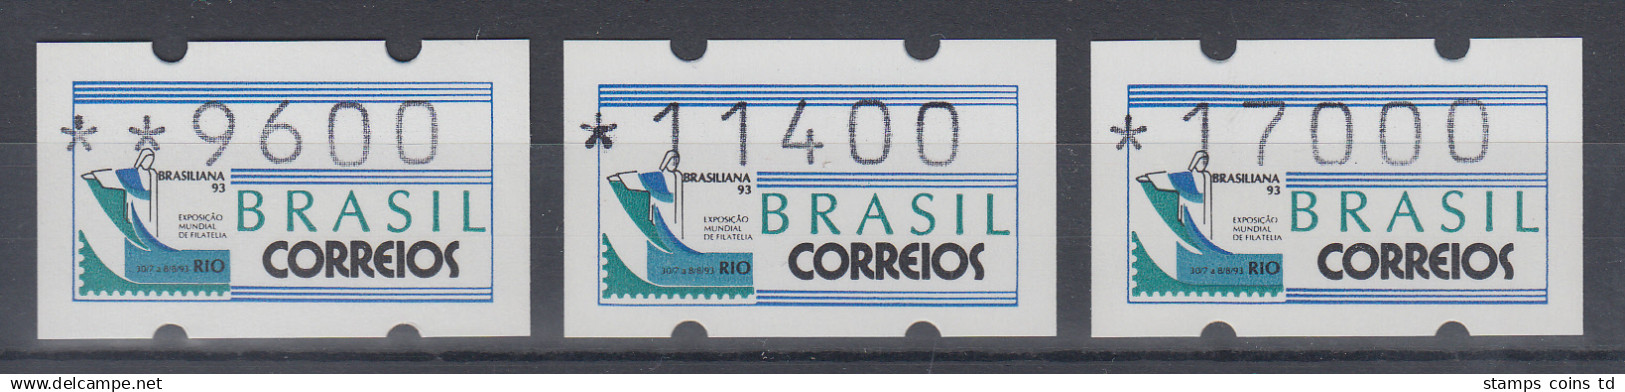 **9600
BRASILIANA
93
EXPOSIÇÃO
MUNDIAL
DE FILATELIA
BRASIL
CORREIOS
30/7 a 8/8/93 RIO
*11400
BRASILIANA
93
EXPOSIÇÃO
MUNDIAL
DE FILATELIA
BRASIL
CORREIOS
30/7 a 8/8/93 RIO
*17000
BRASILIANA
93
EXPOSIÇÃO
MUNDIAL
DE FILATELIA
BRASIL
CORREIOS
30/7 a 8/8/93 RIO
www.delcampe.net
stamps coins td